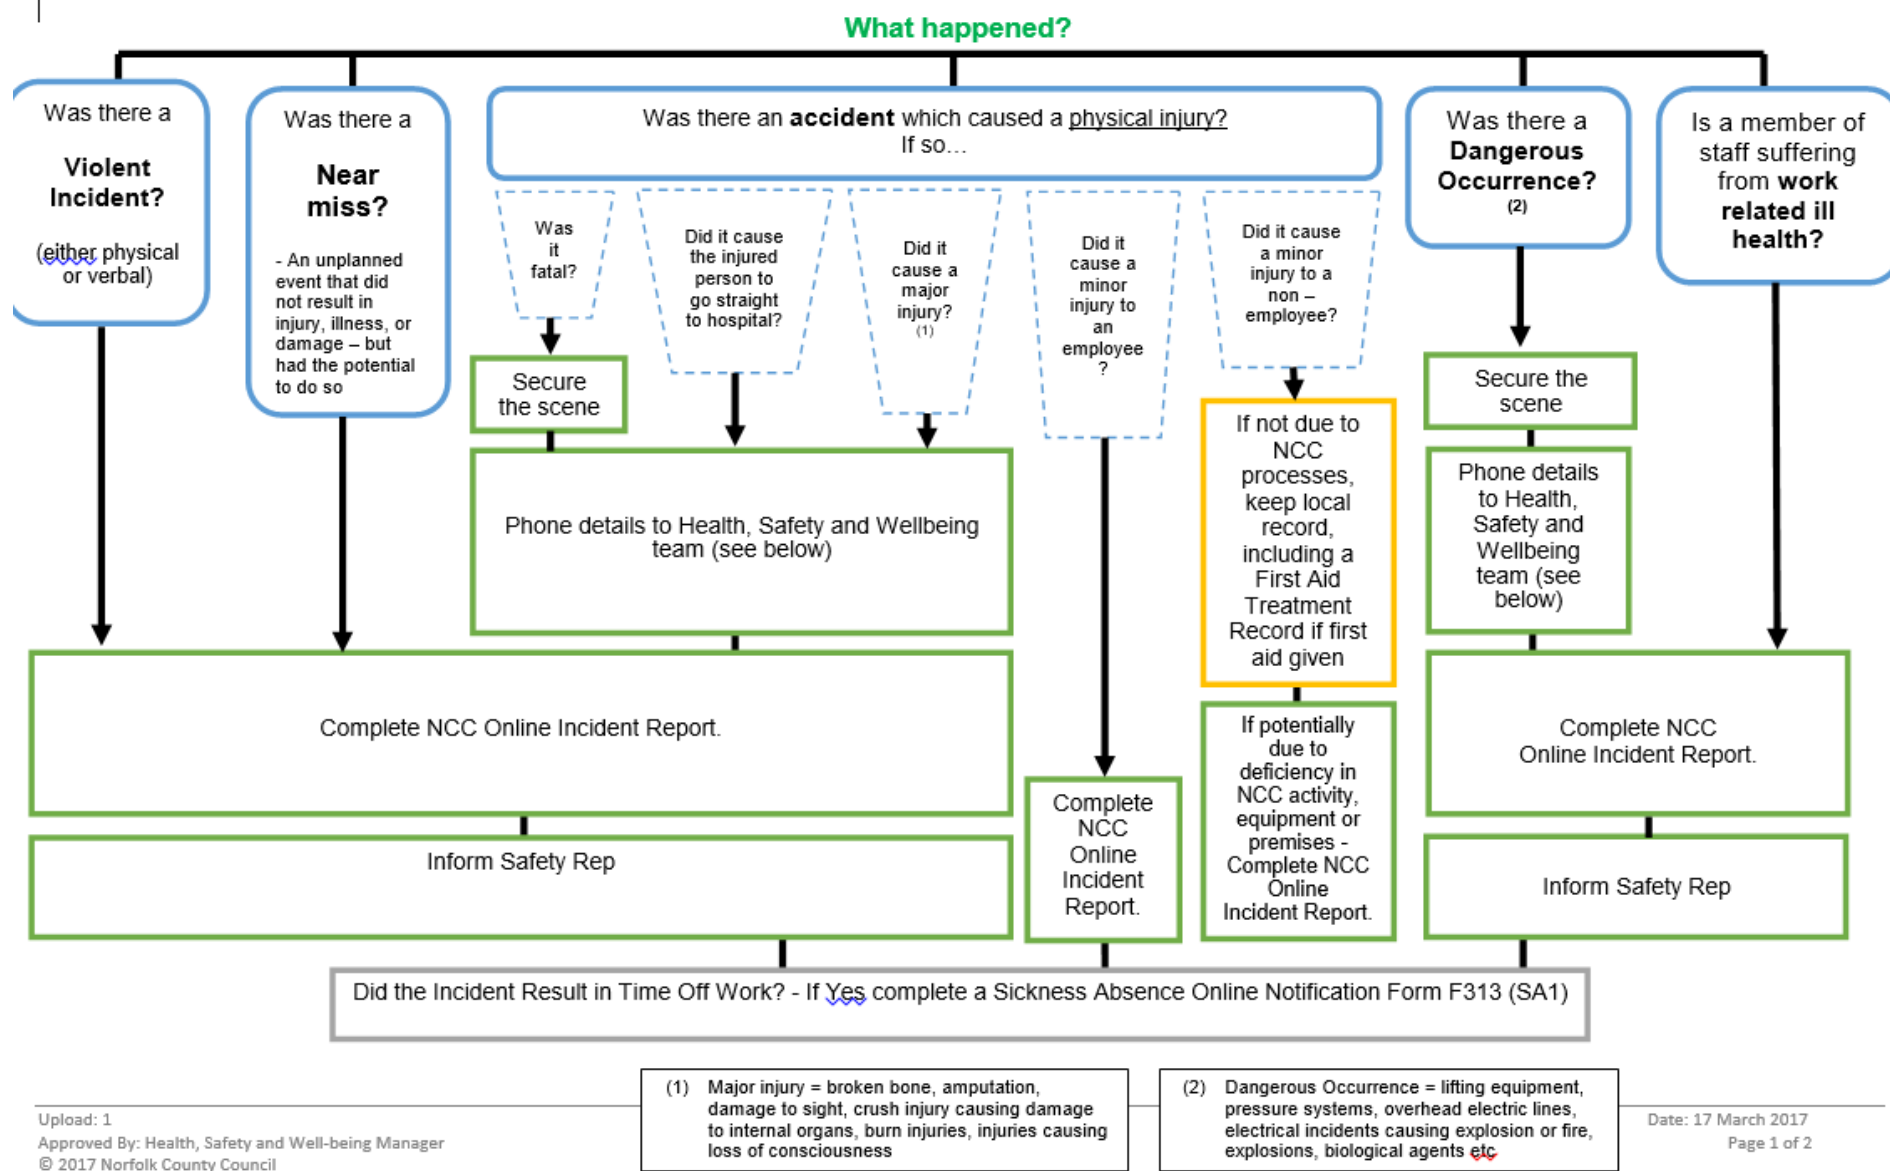 What happened?
Was there a
Violent
Incident?
(either physical
or verbal)
Was there a
Near
miss?
- An unplanned
event that did
not result in
injury, illness, or
damage – but
had the potential
to do so
Was there an accident which caused a physical injury?
If so...
Was
it
fatal?
Did it cause
the injured
person to
go straight
to hospital?
Did it
cause a
major
injury?
(1)
Did it
cause a
minor
injury to
an
employee
?
Did it cause
a minor
injury to a
non –
employee?
Was there a
Dangerous
Occurrence?
(2)
Is a member of
staff suffering
from work
related ill
health?
Secure
the scene
Phone details to Health, Safety and Wellbeing
team (see below)
If not due to
NCC
processes,
keep local
record,
including a
First Aid
Treatment
Record if first
aid given
Secure the
scene
Phone details
to Health,
Safety and
Wellbeing
team (see
below)
Complete NCC Online Incident Report.
Inform Safety Rep
Complete
NCC
Online
Incident
Report.
If potentially
due to
deficiency in
NCC activity,
equipment or
premises -
Complete NCC
Online
Incident Report.
Complete NCC
Online Incident Report.
Inform Safety Rep
Did the Incident Result in Time Off Work? - If Yes complete a Sickness Absence Online Notification Form F313 (SA1)
(1) Major injury = broken bone, amputation,
damage to sight, crush injury causing damage
to internal organs, burn injuries, injuries causing
loss of consciousness
(2) Dangerous Occurrence = lifting equipment,
pressure systems, overhead electric lines,
electrical incidents causing explosion or fire,
explosions, biological agents etc
Upload: 1
Approved By: Health, Safety and Well-being Manager
© 2017 Norfolk County Council
Date: 17 March 2017
Page 1 of 2